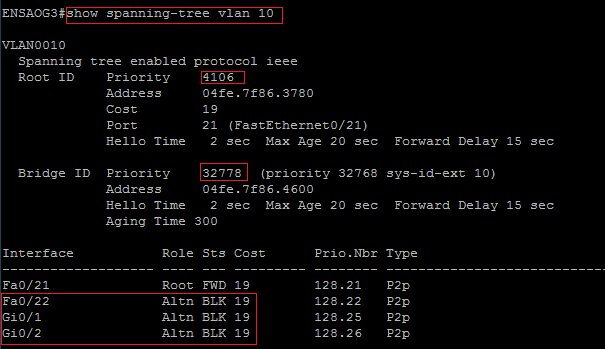 ENSAOG3#show spanning-tree vlan 10
VLAN0010
Spanning tree enabled protocol ieee
Root ID Priority 4106
Address 04fe.7f86.3780
Cost 19
Port 21 (FastEthernet0/21)
Hello Time 2 sec Max Age 20 sec Forward Delay 15 sec
Bridge ID Priority 32778 (priority 32768 sys-id-ext 10)
Address 04fe.7f86.4600
Hello Time 2 sec Max Age 20 sec Forward Delay 15 sec
Aging Time 300
Interface Role Sts Cost Prio.Nbr Type
------------------- ---- --- --------- -------- --------------------------------
Fa0/21 Root FWD 19 128.21 P2p
Fa0/22 Altn BLK 19 128.22 P2p
Gi0/1 Altn BLK 19 128.25 P2p
Gi0/2 Altn BLK 19 128.26 P2p